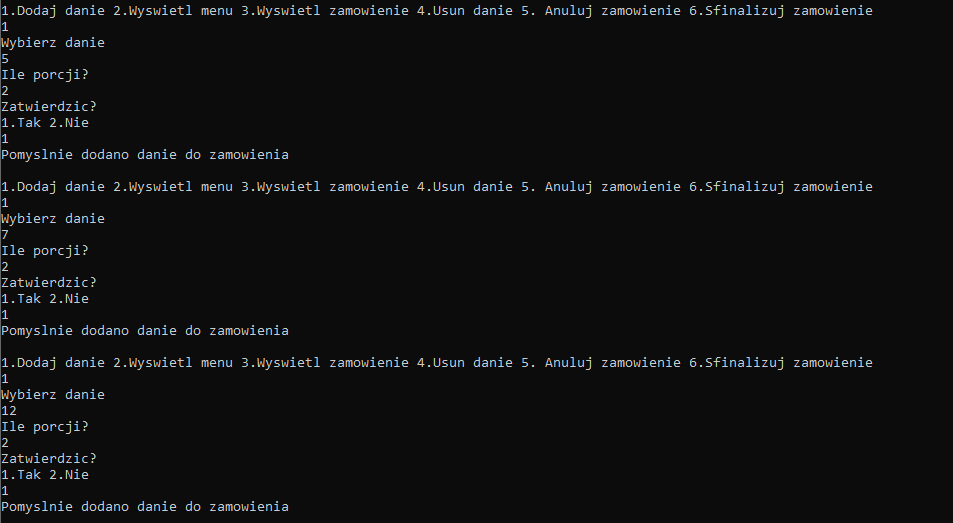 1.Dodaj danie 2.Wyswietl menu 3.Wyswietl zamowienie 4.Usun danie 5. Anuluj zamowienie 6.Sfinalizuj zamowienie
1
Wybierz danie
5
Ile porcji?
2
Zatwierdzic?
1.Tak 2.Nie
1
Pomyslnie dodano danie do zamowienia
1.Dodaj danie 2.Wyswietl menu 3.Wyswietl zamowienie 4.Usun danie 5. Anuluj zamowienie 6.Sfinalizuj zamowienie
1
Wybierz danie
7
Ile porcji?
2
Zatwierdzic?
1.Tak 2.Nie
1
Pomyslnie dodano danie do zamowienia
1.Dodaj danie 2.Wyswietl menu 3.Wyswietl zamowienie 4.Usun danie 5. Anuluj zamowienie 6.Sfinalizuj zamowienie
1
Wybierz danie
12
Ile porcji?
2
Zatwierdzic?
1.Tak 2.Nie
1
Pomyslnie dodano danie do zamowienia